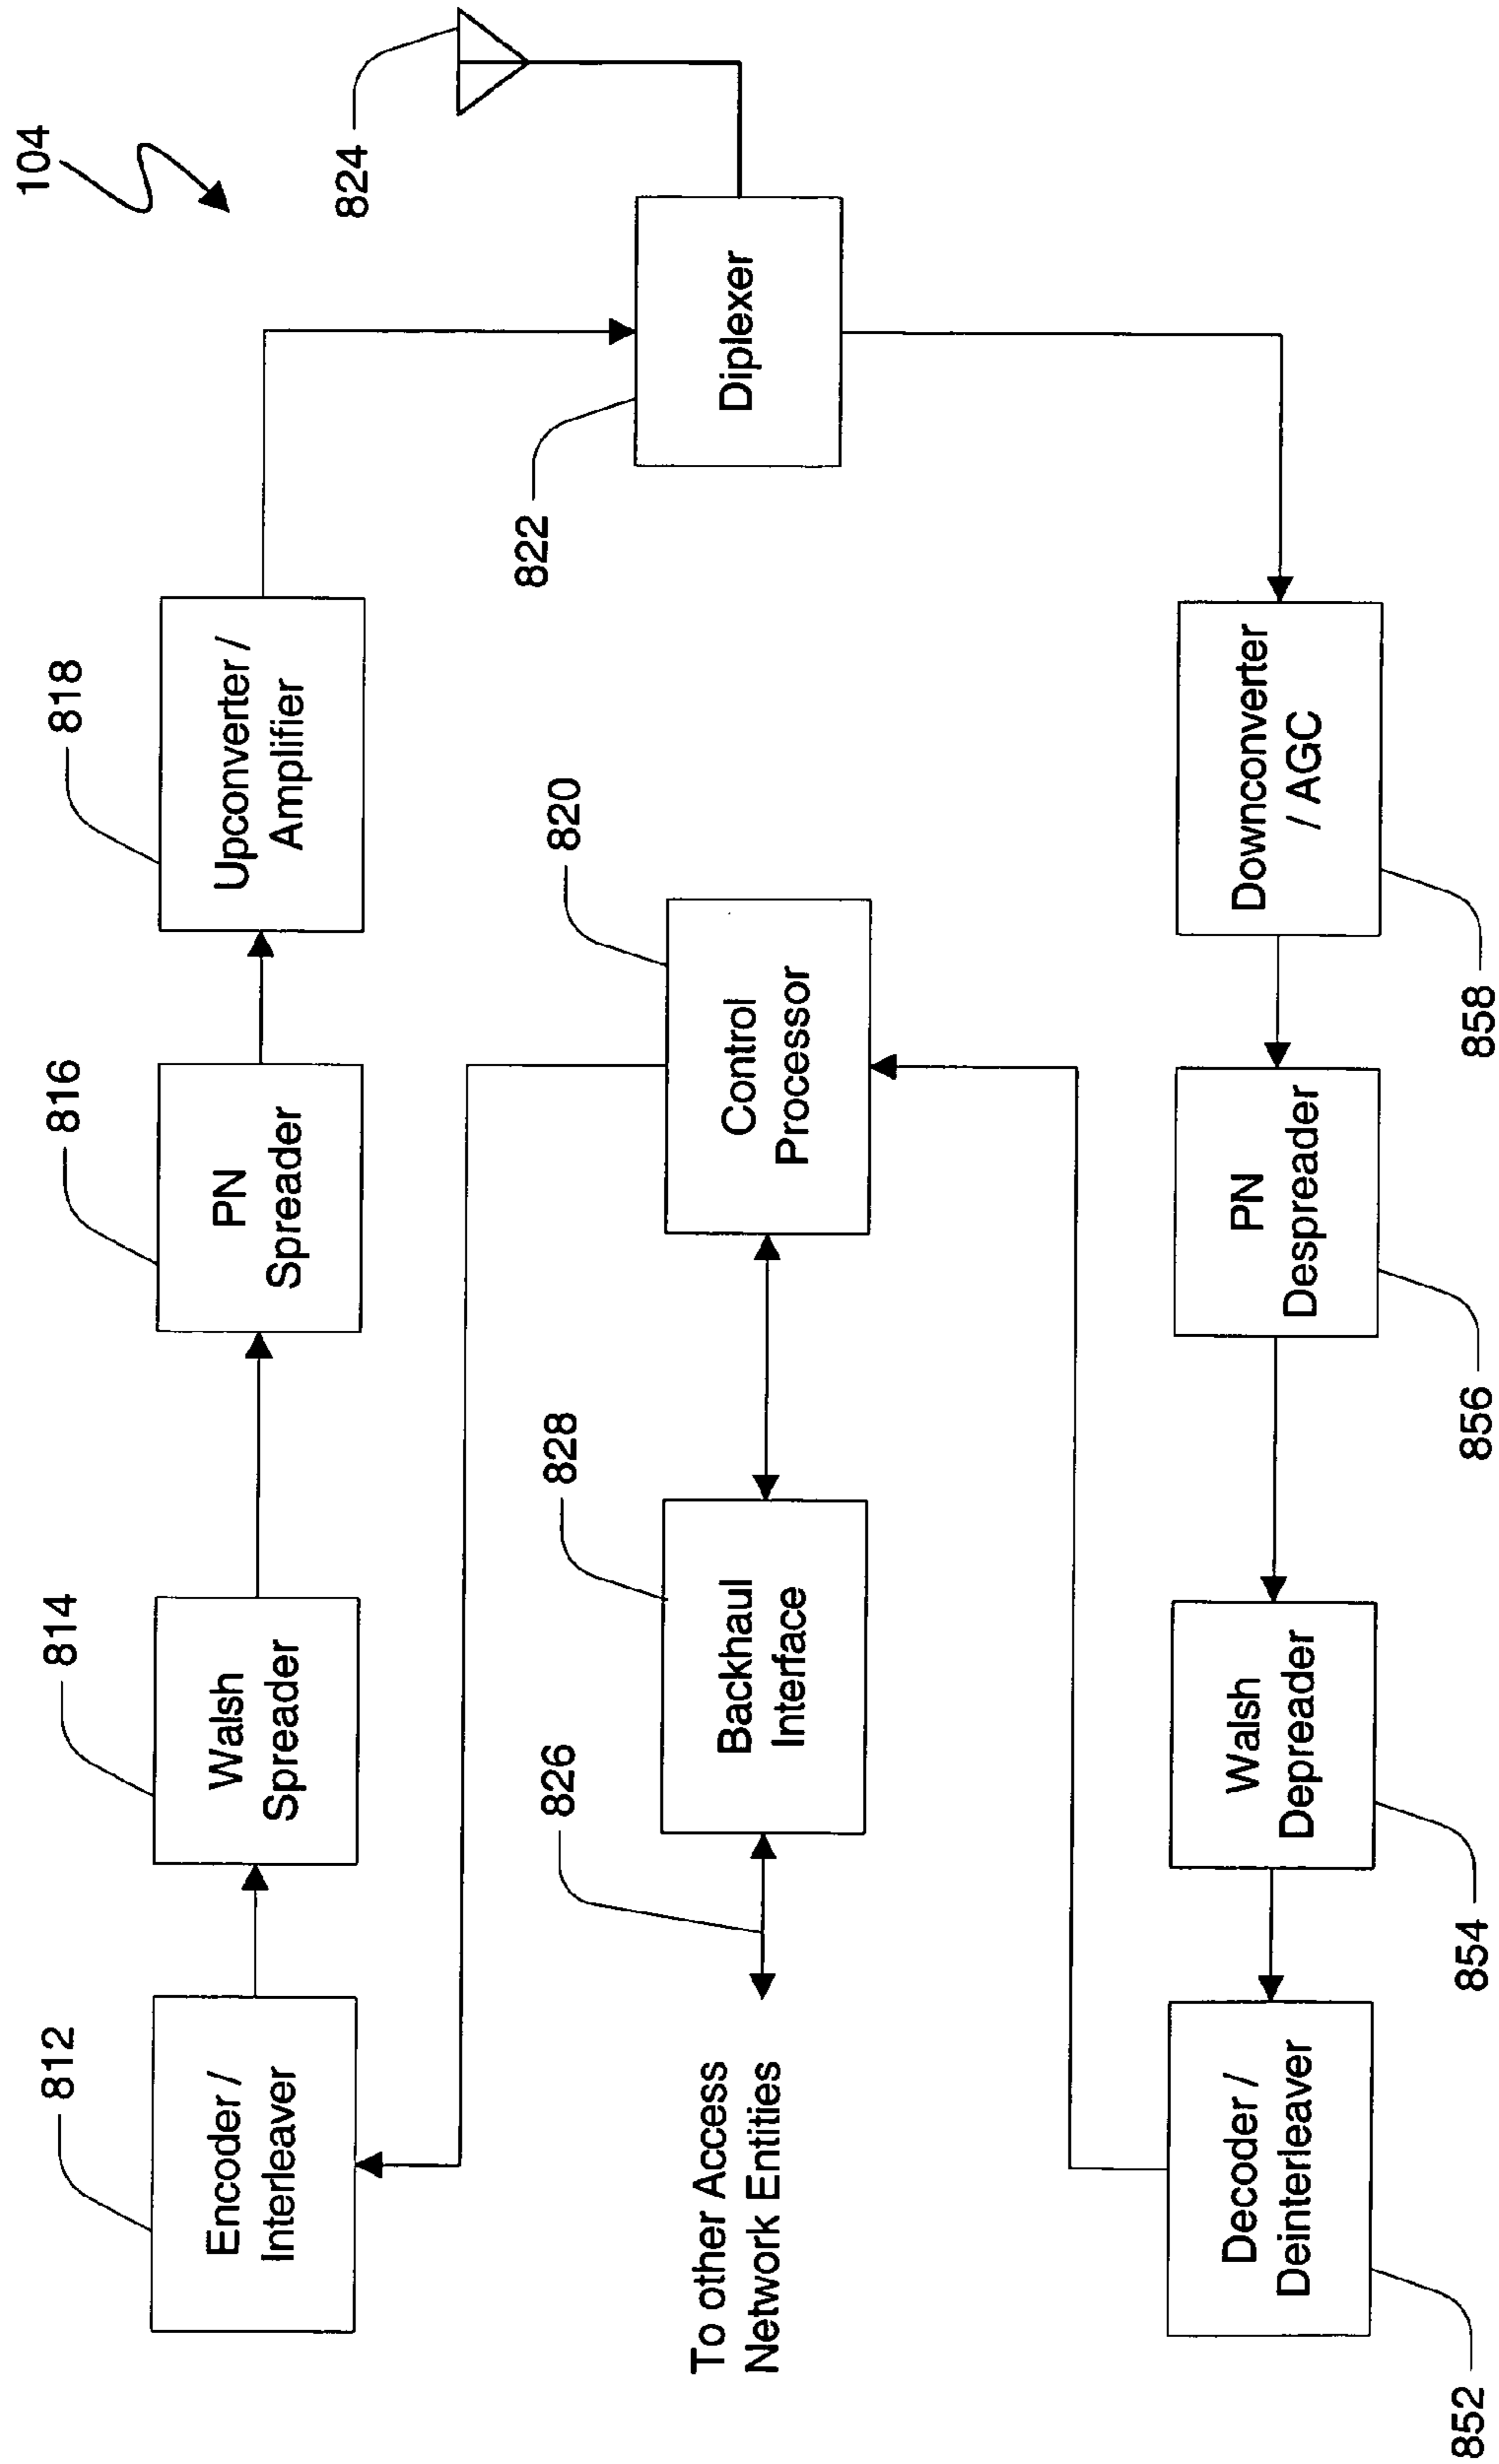 104
812
Encoder /
Interleaver
814
Walsh
Spreader
816
PN
Spreader
818
Upconverter /
Amplifier
824
822
Diplexer
To other Access
Network Entities
826
828
Backhaul
Interface
820
Control
Processor
Decoder /
Deinterleaver
852
Walsh
Depreader
854
PN
Despreader
856
Downconverter
/ AGC
858